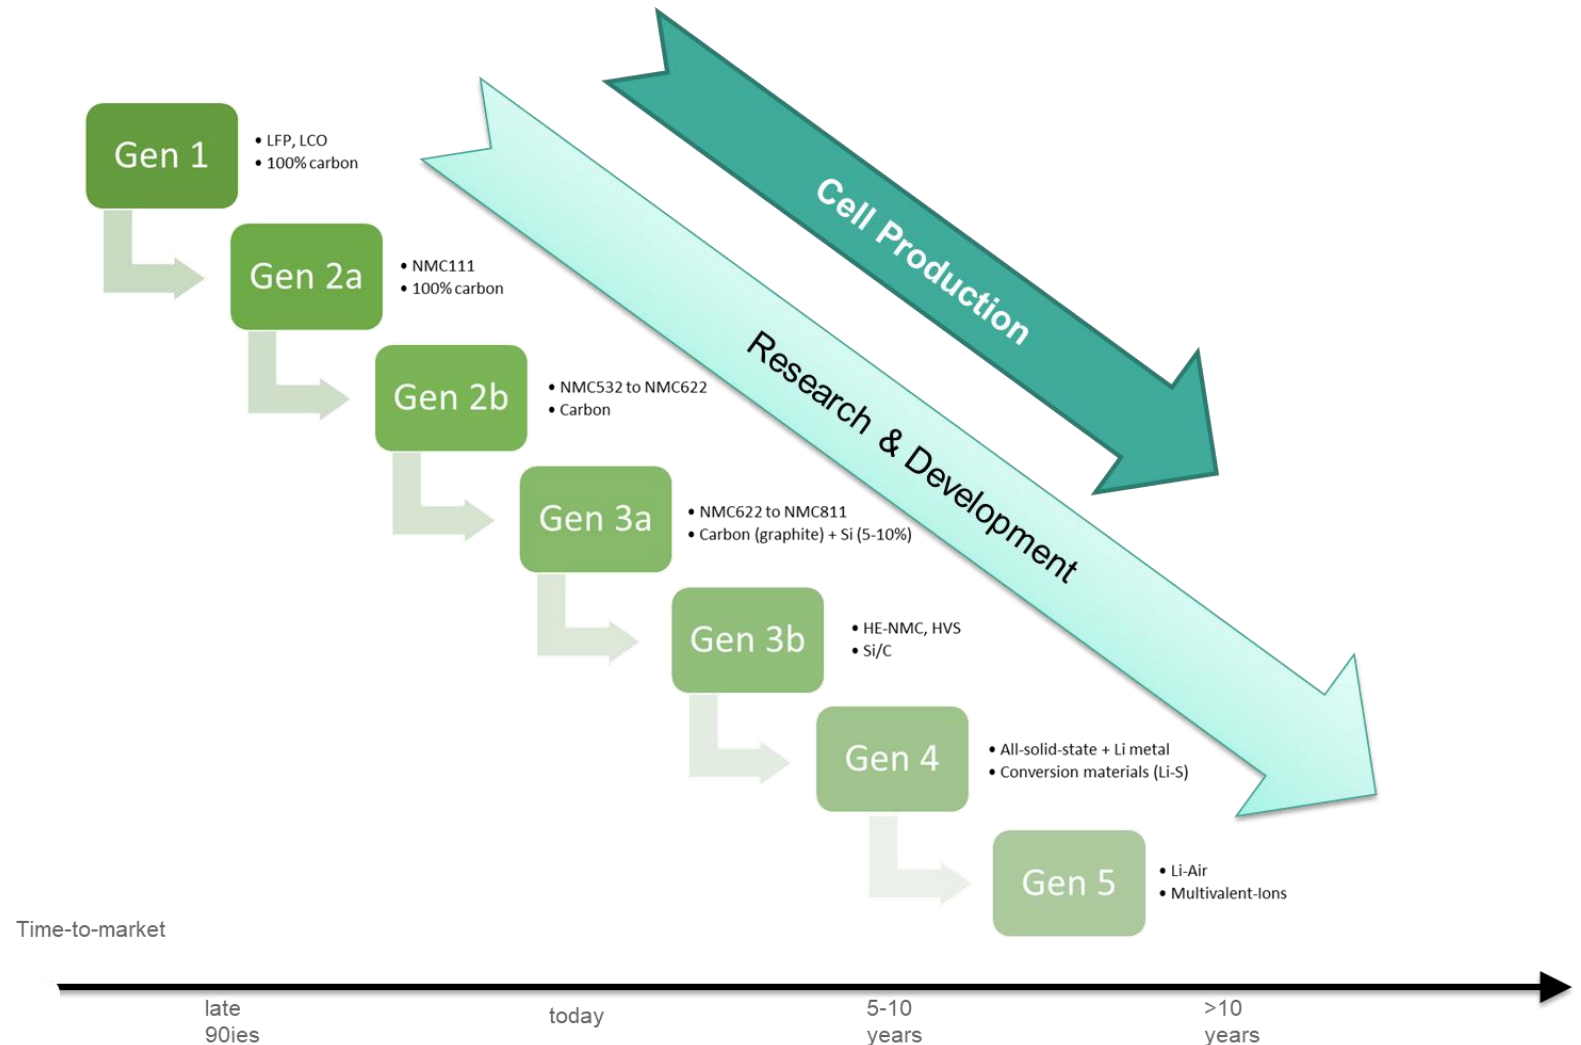 Gen 1
• LFP, LCO
• 100% carbon
Gen 2a
• NMC111
• 100% carbon
Gen 2b
• NMC532 to NMC622
• Carbon
Gen 3a
• NMC622 to NMC811
• Carbon (graphite) + Si (5-10%)
Gen 3b
• HE-NMC, HVS
• Si/C
Gen 4
• All-solid-state + Li metal
• Conversion materials (Li-S)
Gen 5
• Li-Air
• Multivalent-Ions
Cell Production
Research & Development
Time-to-market
late
90ies
today
5-10
years
>10
years